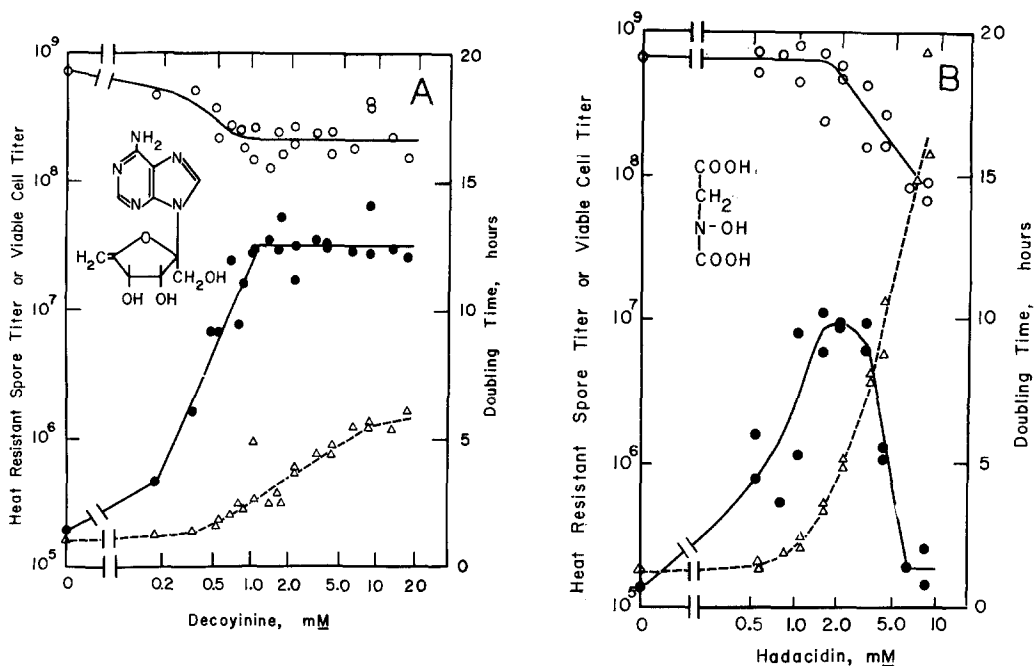 A
Heat Resistant Spore Titer or Viable Cell Titer
10⁹
10⁸
10⁷
10⁶
10⁵
20
15
10
5
0
Doubling Time, hours
NH₂
N
N
N
N
O
H₂C
CH₂OH
OH OH
0 0.2 0.5 1.0 2.0 5.0 10 20
Decoyinine, mM
B
Heat Resistant Spore Titer or Viable Cell Titer
10⁹
10⁸
10⁷
10⁶
10⁵
20
15
10
5
0
Doubling Time, hours
COOH
CH₂
N-OH
COOH
0 0.5 1.0 2.0 5.0 10
Hadacidin, mM